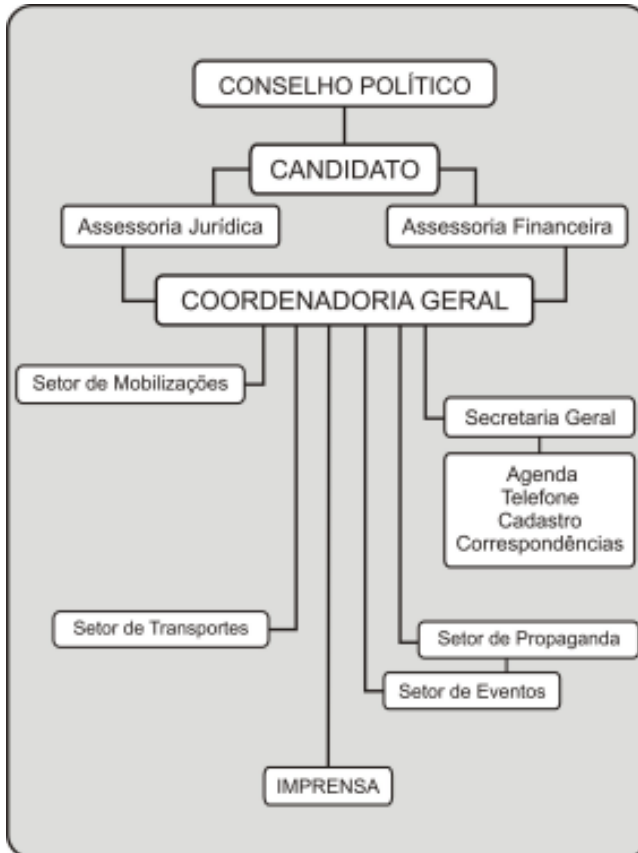 CONSELHO POLÍTICO
CANDIDATO
Assessoria Jurídica
Assessoria Financeira
COORDENADORIA GERAL
Setor de Mobilizações
Secretaria Geral
Agenda
Telefone
Cadastro
Correspondências
Setor de Transportes
Setor de Propaganda
Setor de Eventos
IMPRENSA